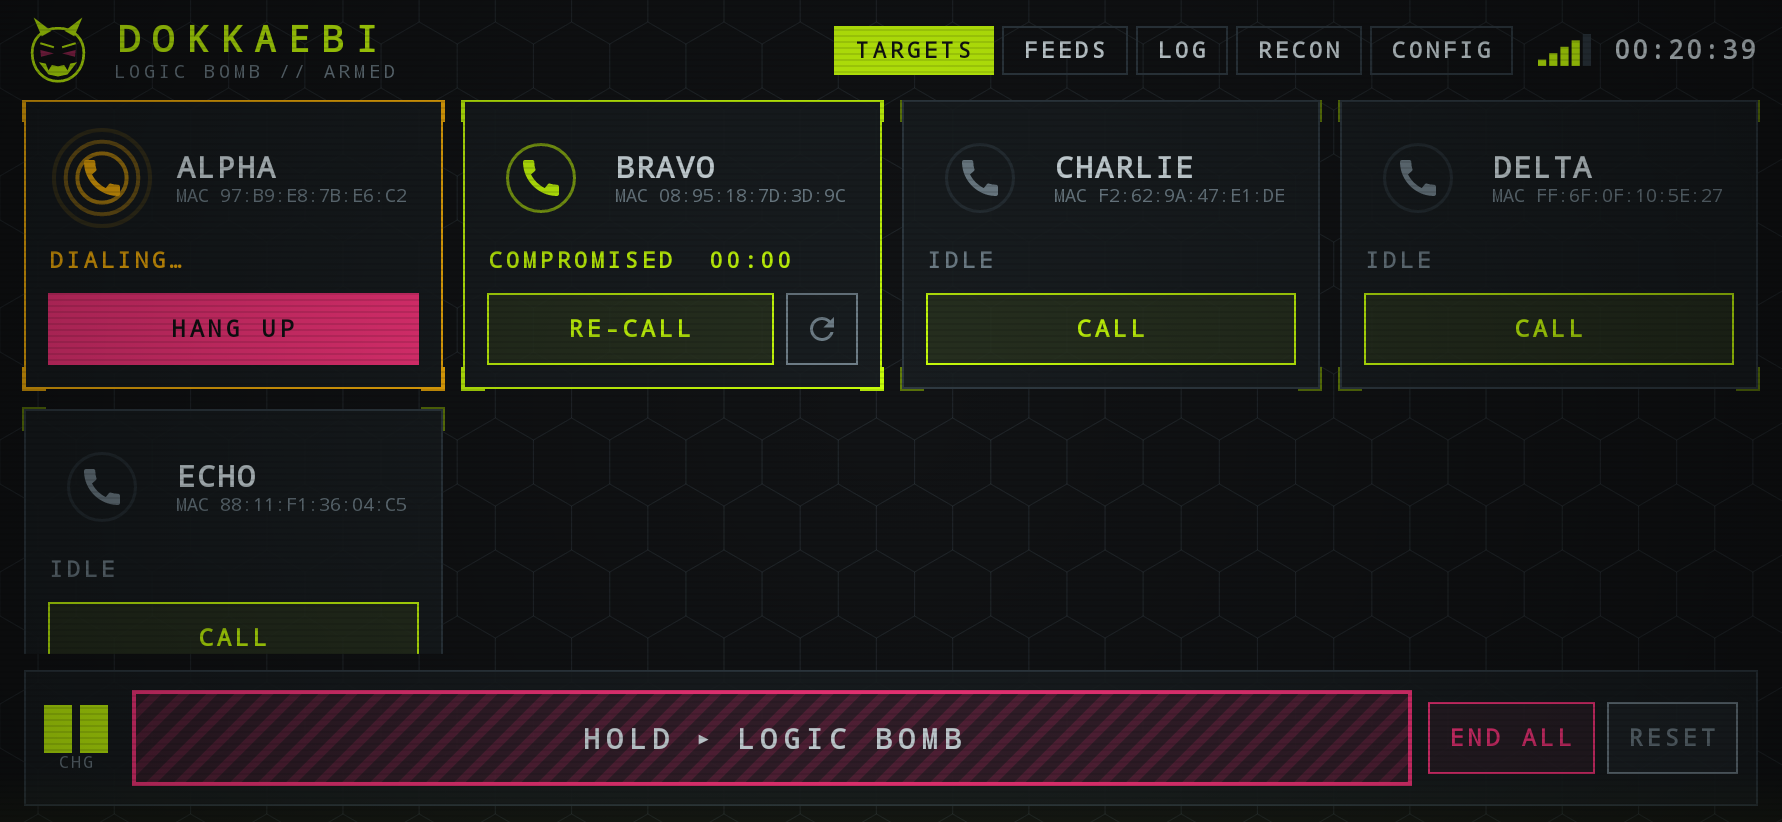 DOKKAEBI
LOGIC BOMB // ARMED
TARGETS
FEEDS
LOG
RECON
CONFIG
00:20:39
ALPHA
MAC 97:B9:E8:7B:E6:C2
DIALING…
HANG UP
BRAVO
MAC 08:95:18:7D:3D:9C
COMPROMISED 00:00
RE-CALL
CHARLIE
MAC F2:62:9A:47:E1:DE
IDLE
CALL
DELTA
MAC FF:6F:0F:10:5E:27
IDLE
CALL
ECHO
MAC 88:11:F1:36:04:C5
IDLE
CALL
CHG
HOLD ▸ LOGIC BOMB
END ALL
RESET